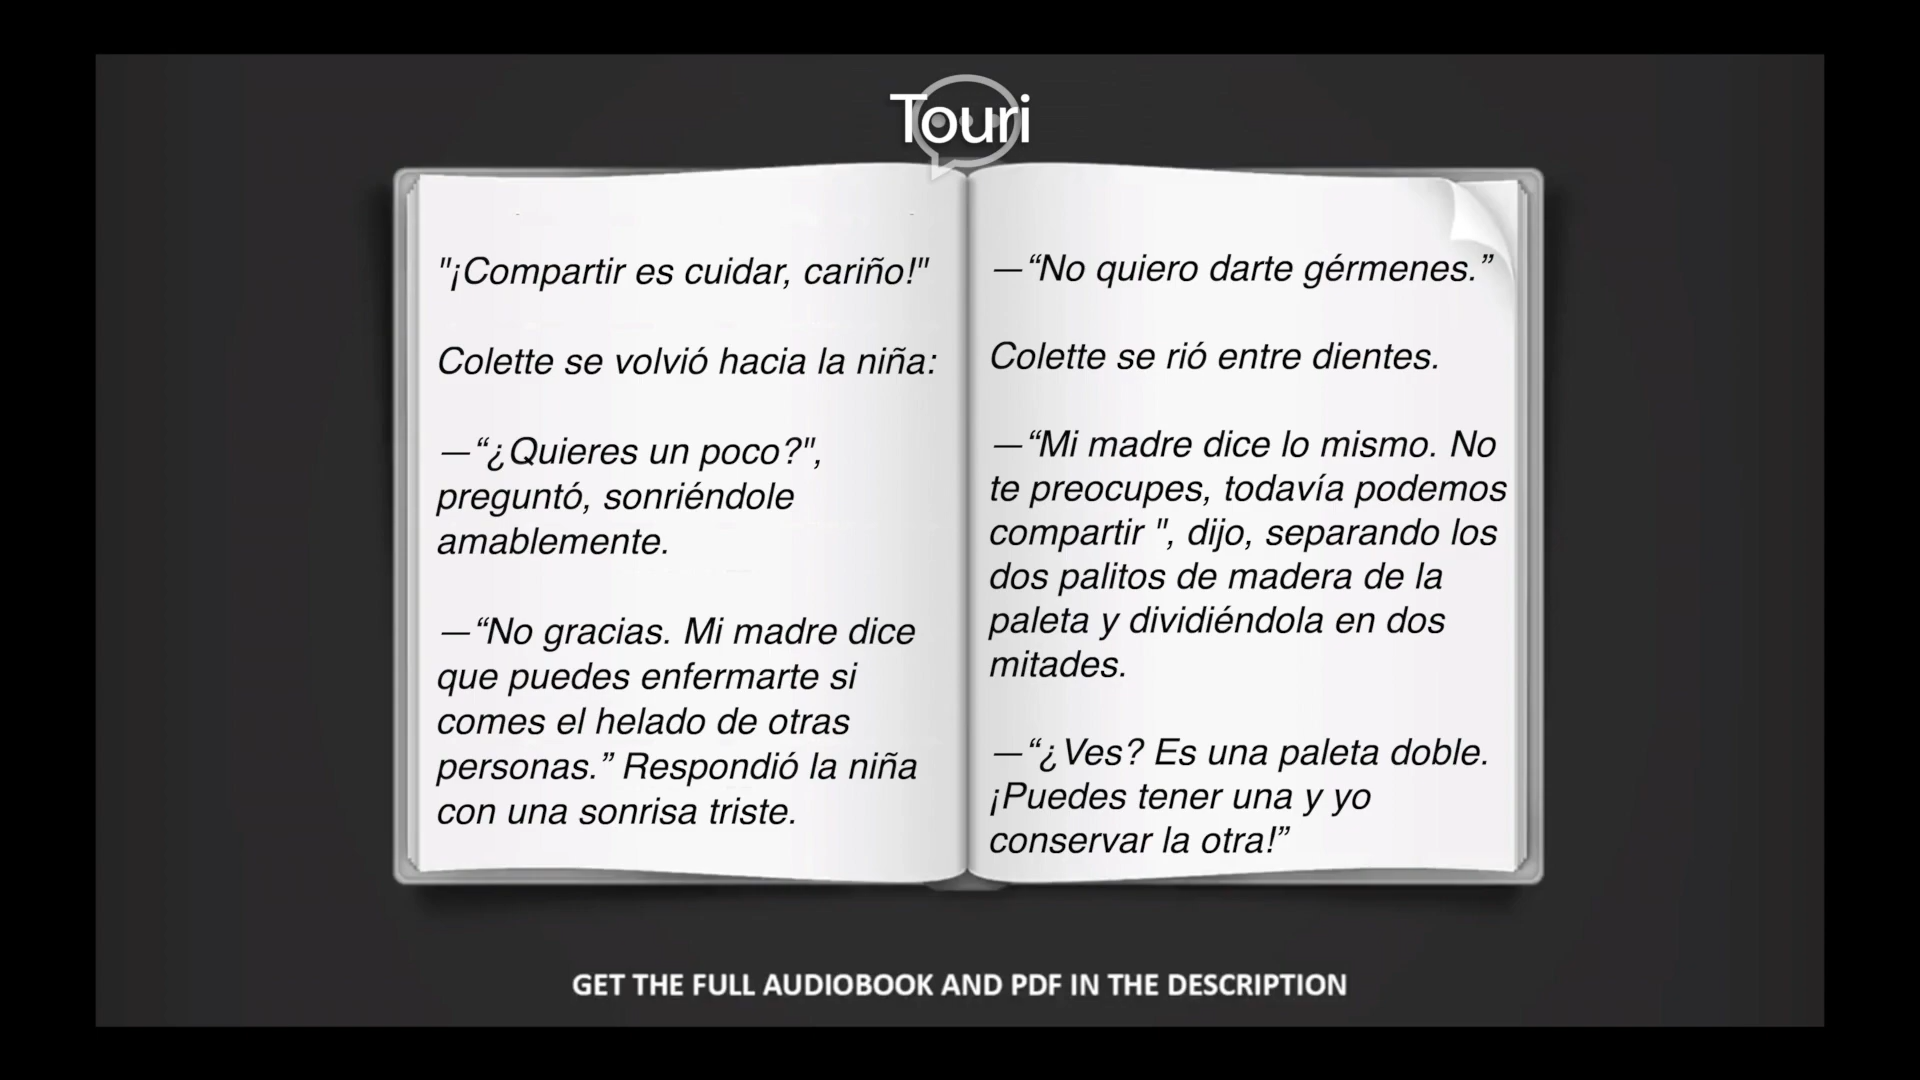 Touri
"¡Compartir es cuidar, cariño!"
Colette se volvió hacia la niña:
—“¿Quieres un poco?",
preguntó, sonriéndole
amablemente.
—“No gracias. Mi madre dice
que puedes enfermarte si
comes el helado de otras
personas.” Respondió la niña
con una sonrisa triste.
—“No quiero darte gérmenes.”
Colette se rió entre dientes.
—“Mi madre dice lo mismo. No
te preocupes, todavía podemos
compartir ", dijo, separando los
dos palitos de madera de la
paleta y dividiéndola en dos
mitades.
—“¿Ves? Es una paleta doble.
¡Puedes tener una y yo
conservar la otra!”
GET THE FULL AUDIOBOOK AND PDF IN THE DESCRIPTION